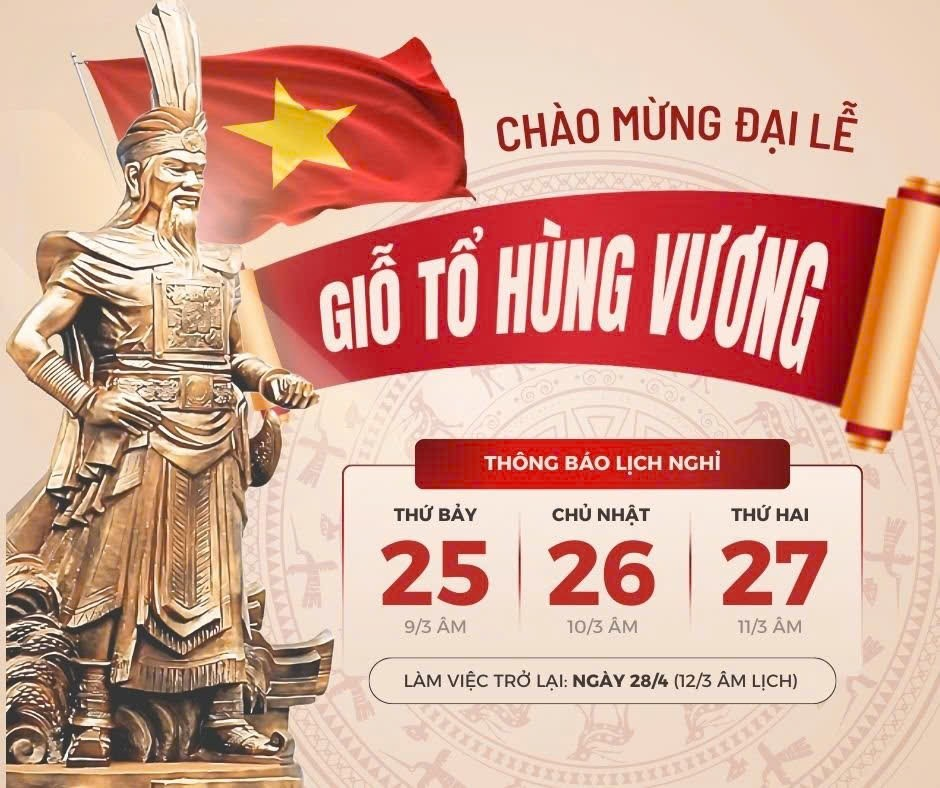 CHÀO MỪNG ĐẠI LỄ
GIỖ TỔ HÙNG VƯƠNG
THÔNG BÁO LỊCH NGHỈ
THỨ BẢY
25
9/3 ÂM
CHỦ NHẬT
26
10/3 ÂM
THỨ HAI
27
11/3 ÂM
LÀM VIỆC TRỞ LẠI: NGÀY 28/4 (12/3 ÂM LỊCH)